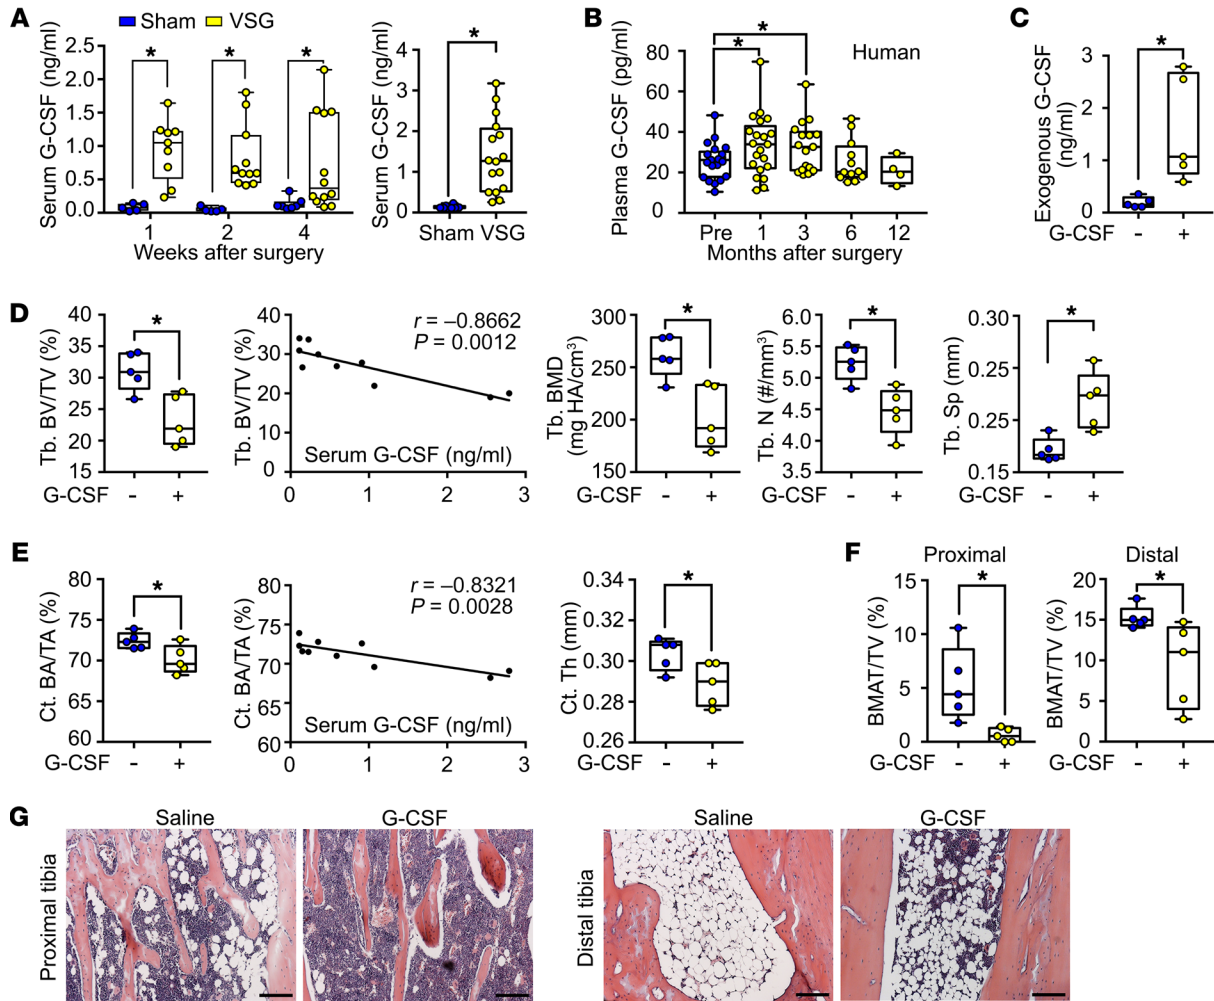 A
Sham VSG
Serum G-CSF (ng/ml)
2.5
2.0
1.5
1.0
0.5
0.0
* * *
1 2 4
Weeks after surgery
Serum G-CSF (ng/ml)
4
3
2
1
0
*
Sham VSG
B
Human
Plasma G-CSF (pg/ml)
80
60
40
20
0
* *
Pre 1 3 6 12
Months after surgery
C
Exogenous G-CSF
(ng/ml)
3
2
1
0
*
G-CSF - +
D
Tb. BV/TV (%)
40
35
30
25
20
15
*
G-CSF - +
Tb. BV/TV (%)
40
30
20
10
0
r = –0.8662
P = 0.0012
Serum G-CSF (ng/ml)
0 1 2 3
Tb. BMD
(mg HA/cm3)
300
250
200
150
*
G-CSF - +
Tb. N (#/mm3)
6.0
5.5
5.0
4.5
4.0
3.5
*
G-CSF - +
Tb. Sp (mm)
0.30
0.25
0.25
0.15
*
G-CSF - +
E
Ct. BA/TA (%)
80
75
70
65
60
*
G-CSF - +
Ct. BA/TA (%)
80
75
70
65
60
r = –0.8321
P = 0.0028
Serum G-CSF (ng/ml)
0 1 2 3
Ct. Th (mm)
0.34
0.32
0.30
0.28
0.26
*
G-CSF - +
F
Proximal
BMAT/TV (%)
15
10
5
0
*
G-CSF - +
Distal
BMAT/TV (%)
20
15
10
5
0
*
G-CSF - +
G
Saline G-CSF Saline G-CSF
Proximal tibia
Distal tibia